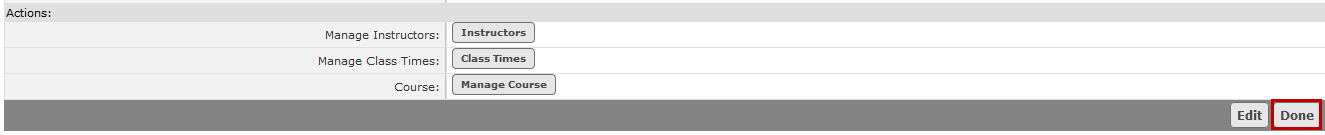 Actions:
Manage Instructors: Instructors
Manage Class Times: Class Times
Course: Manage Course
Edit Done